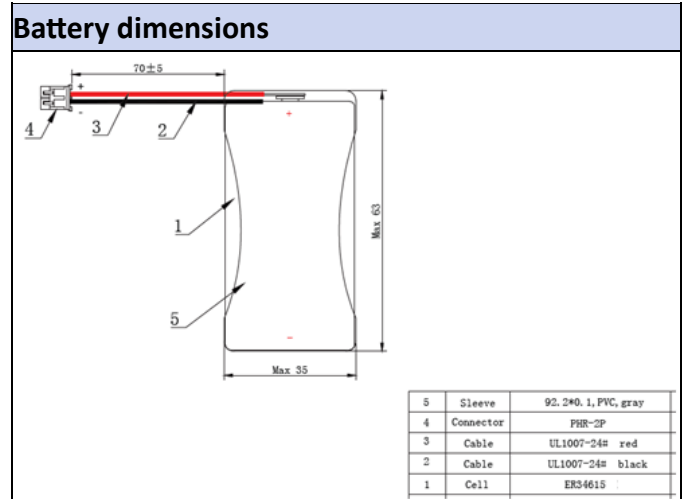 Battery dimensions
70±5
+
-
4
3
2
+
1
Max 63
5
-
Max 35
5 Sleeve 92.2*0.1,PVC,gray
4 Connector PHR-2P
3 Cable UL1007-24# red
2 Cable UL1007-24# black
1 Cell ER34615